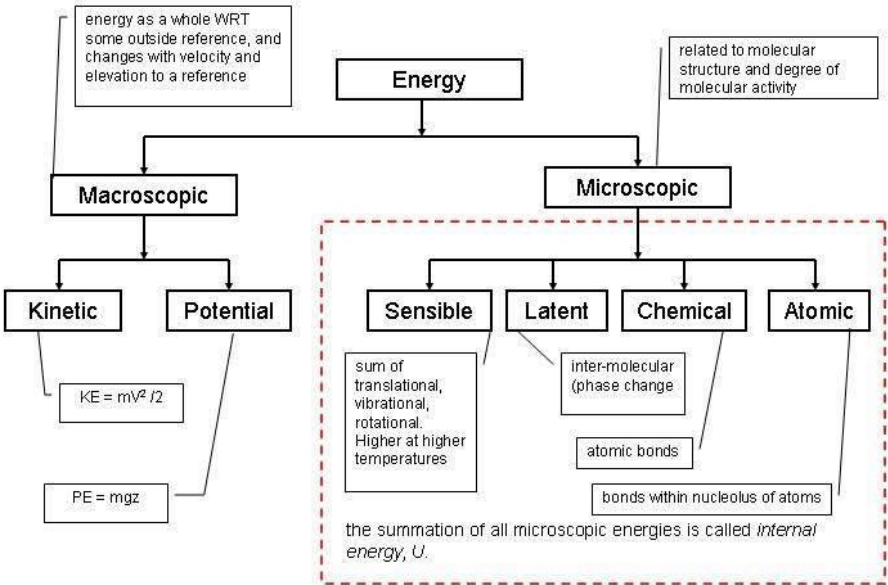 energy as a whole WRT
some outside reference, and
changes with velocity and
elevation to a reference
Energy
related to molecular
structure and degree of
molecular activity
Macroscopic
Microscopic
Kinetic
Potential
Sensible
Latent
Chemical
Atomic
KE = mV² /2
PE = mgz
sum of
translational,
vibrational,
rotational.
Higher at higher
temperatures
inter-molecular
(phase change
atomic bonds
bonds within nucleolus of atoms
the summation of all microscopic energies is called internal
energy, U.